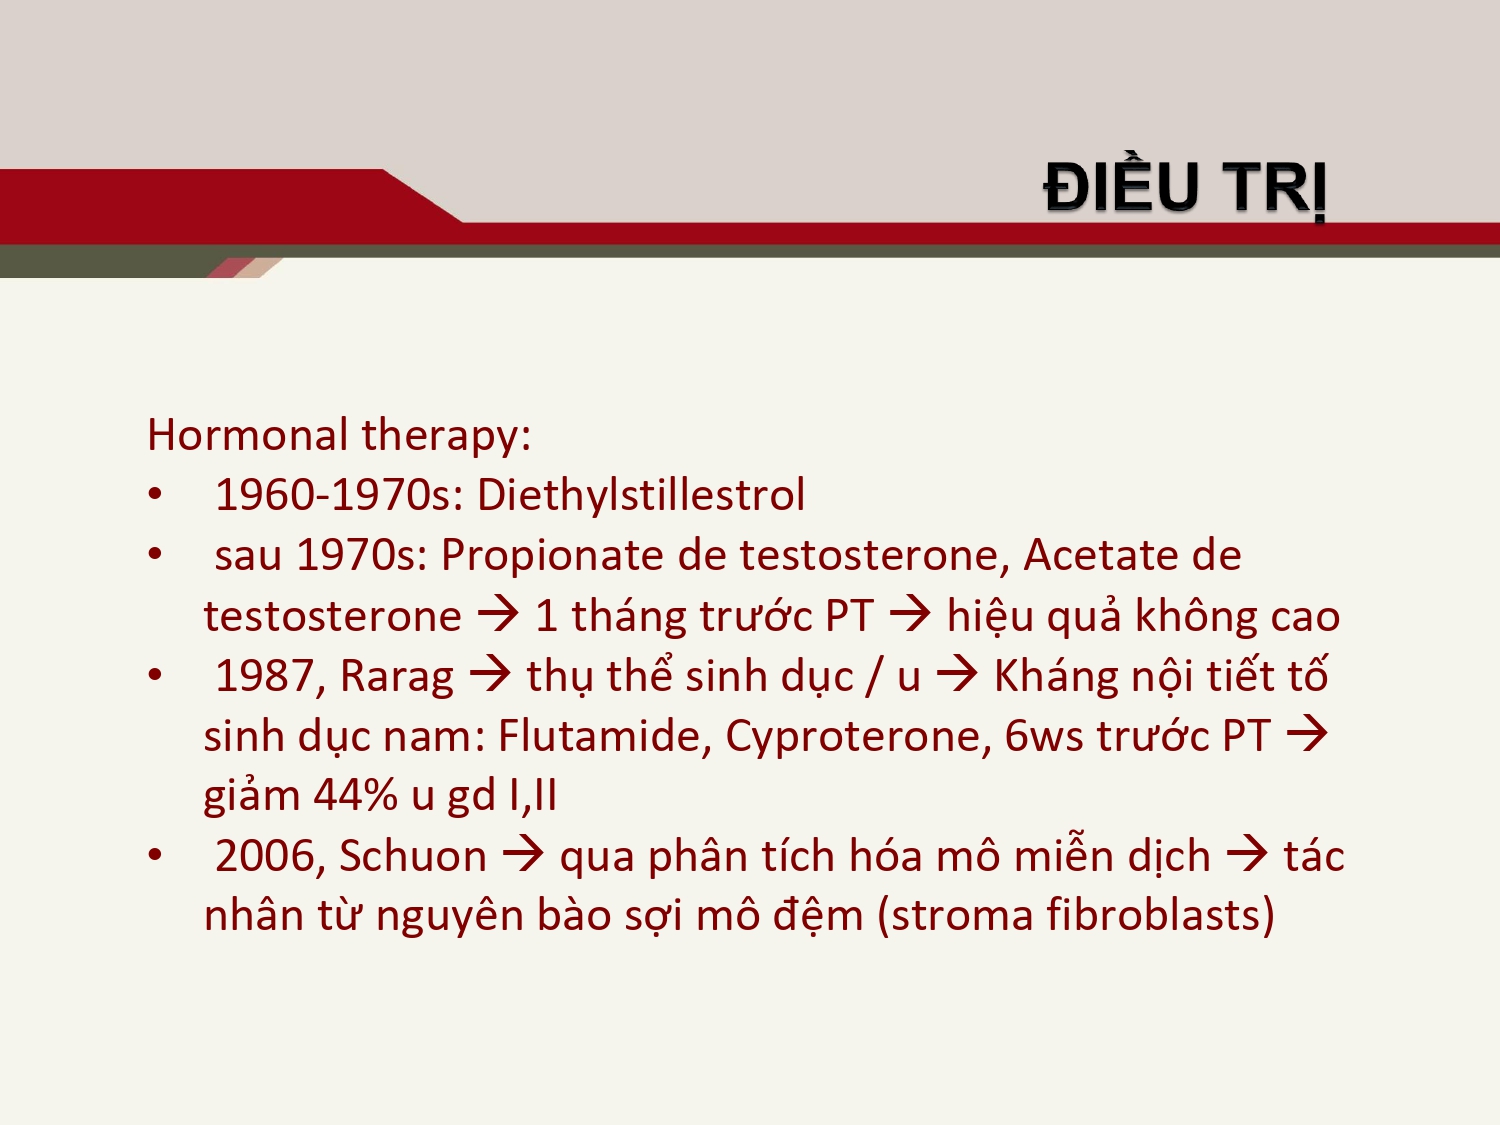 ĐIỀU TRỊ
Hormonal therapy:
• 1960-1970s: Diethylstillestrol
• sau 1970s: Propionate de testosterone, Acetate de
testosterone → 1 tháng trước PT → hiệu quả không cao
• 1987, Rarag → thụ thể sinh dục / u → Kháng nội tiết tố
sinh dục nam: Flutamide, Cyproterone, 6ws trước PT →
giảm 44% u gd I,II
• 2006, Schuon → qua phân tích hóa mô miễn dịch → tác
nhân từ nguyên bào sợi mô đệm (stroma fibroblasts)